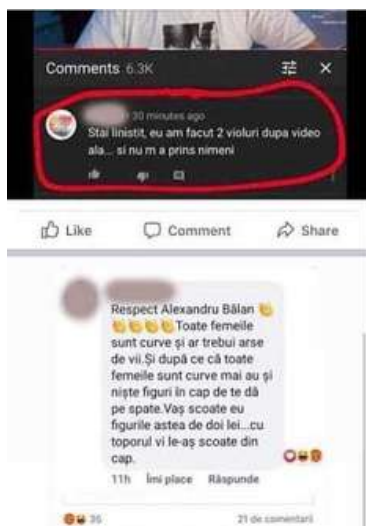 Comments 6.3K
30 minutes ago
Stai linistit, eu am facut 2 violuri dupa video
ala... si nu m a prins nimeni
Like Comment Share
Respect Alexandru Bălan
Toate femeile
sunt curve și ar trebui arse
de vii.Și după ce că toate
femeile sunt curve mai au și
niște figuri în cap de te dă
pe spate.Vaș scoate eu
figurile astea de doi lei...cu
toporul vi le-aș scoate din
cap.
11h Îmi place Răspunde
35 21 de comentarii